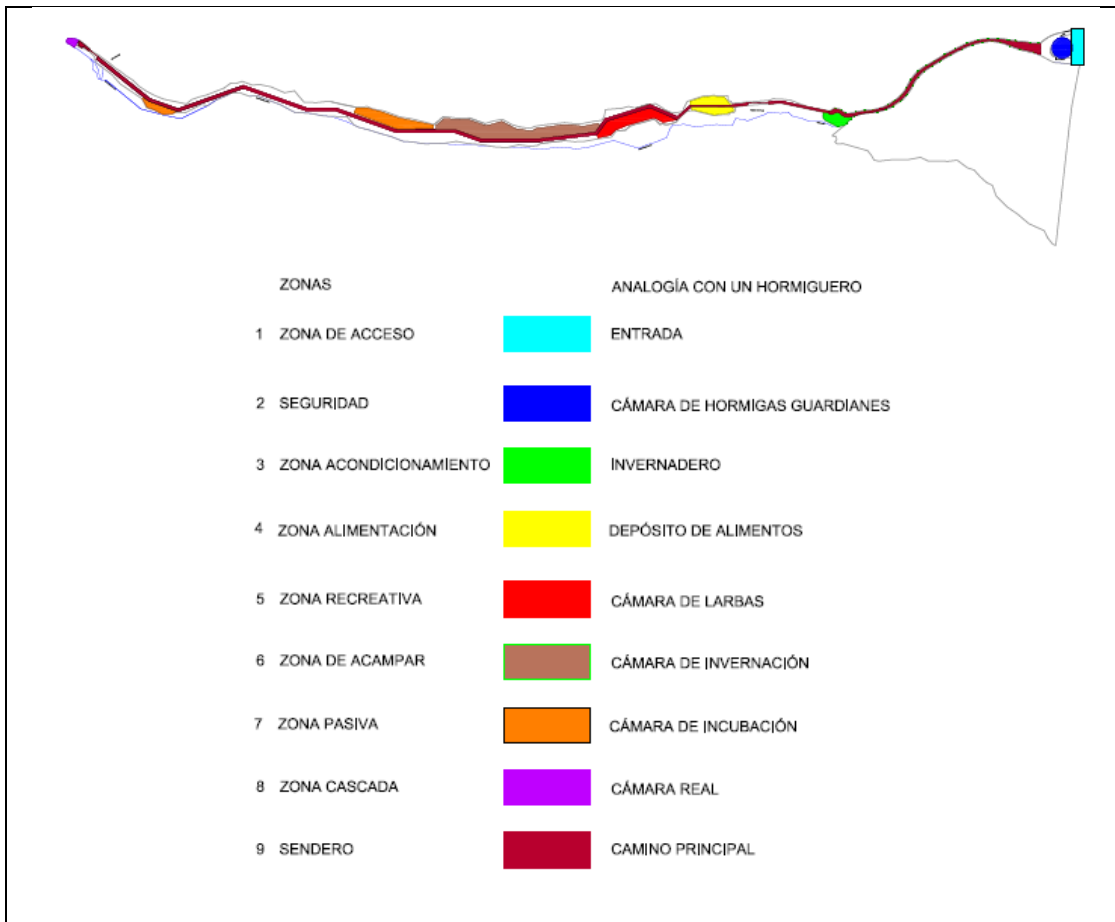 ZONAS ANALOGÍA CON UN HORMIGUERO
1 ZONA DE ACCESO ENTRADA
2 SEGURIDAD CÁMARA DE HORMIGAS GUARDIANES
3 ZONA ACONDICIONAMIENTO INVERNADERO
4 ZONA ALIMENTACIÓN DEPÓSITO DE ALIMENTOS
5 ZONA RECREATIVA CÁMARA DE LARBAS
6 ZONA DE ACAMPAR CÁMARA DE INVERNACIÓN
7 ZONA PASIVA CÁMARA DE INCUBACIÓN
8 ZONA CASCADA CÁMARA REAL
9 SENDERO CAMINO PRINCIPAL